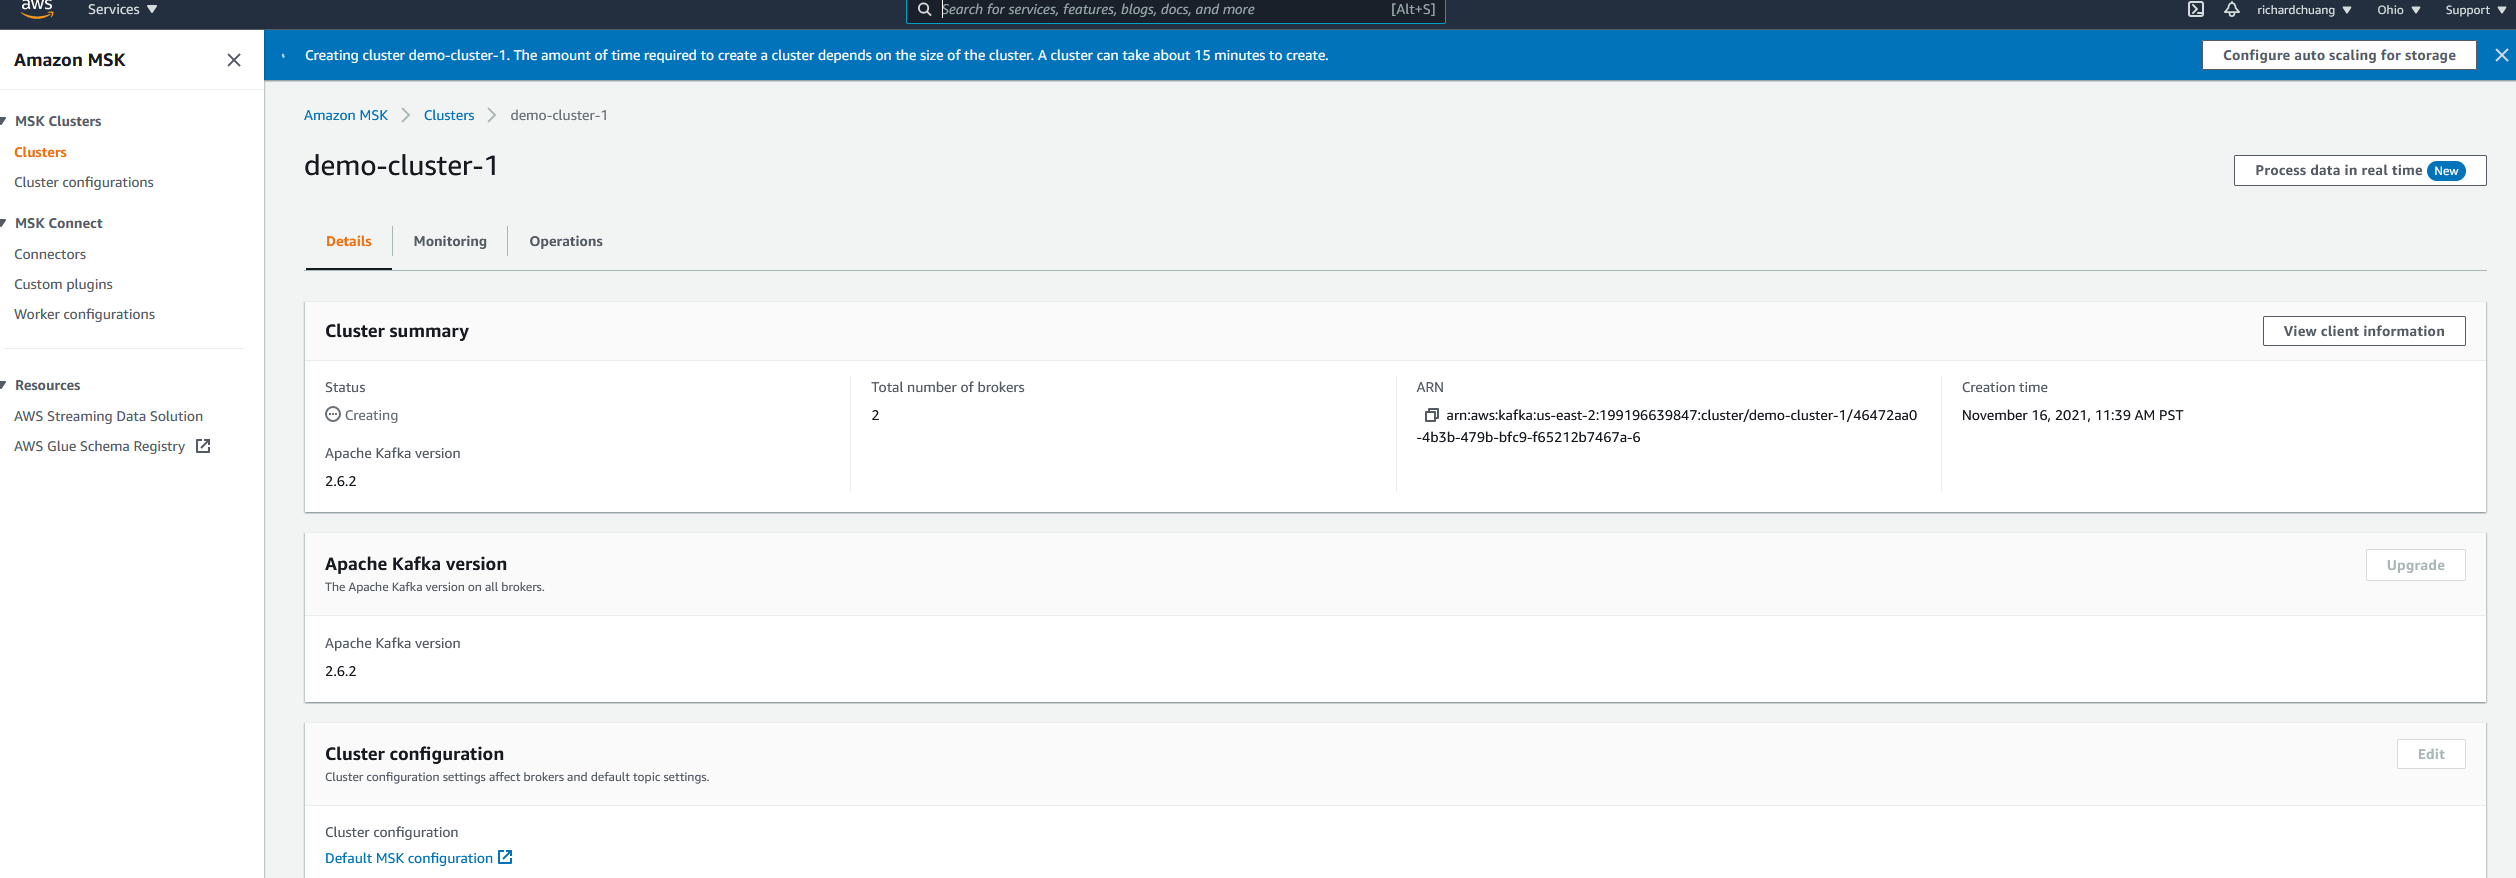 aws
Services
Search for services, features, blogs, docs, and more
[Alt+S]
richardchuang
Ohio
Support
Amazon MSK
Creating cluster demo-cluster-1. The amount of time required to create a cluster depends on the size of the cluster. A cluster can take about 15 minutes to create.
Configure auto scaling for storage
MSK Clusters
Clusters
Cluster configurations
MSK Connect
Connectors
Custom plugins
Worker configurations
Resources
AWS Streaming Data Solution
AWS Glue Schema Registry
Amazon MSK
Clusters
demo-cluster-1
demo-cluster-1
Process data in real time New
Details
Monitoring
Operations
Cluster summary
View client information
Status
Creating
Apache Kafka version
2.6.2
Total number of brokers
2
ARN
arn:aws:kafka:us-east-2:199196639847:cluster/demo-cluster-1/46472aa0
-4b3b-479b-bfc9-f65212b7467a-6
Creation time
November 16, 2021, 11:39 AM PST
Apache Kafka version
The Apache Kafka version on all brokers.
Upgrade
Apache Kafka version
2.6.2
Cluster configuration
Cluster configuration settings affect brokers and default topic settings.
Edit
Cluster configuration
Default MSK configuration